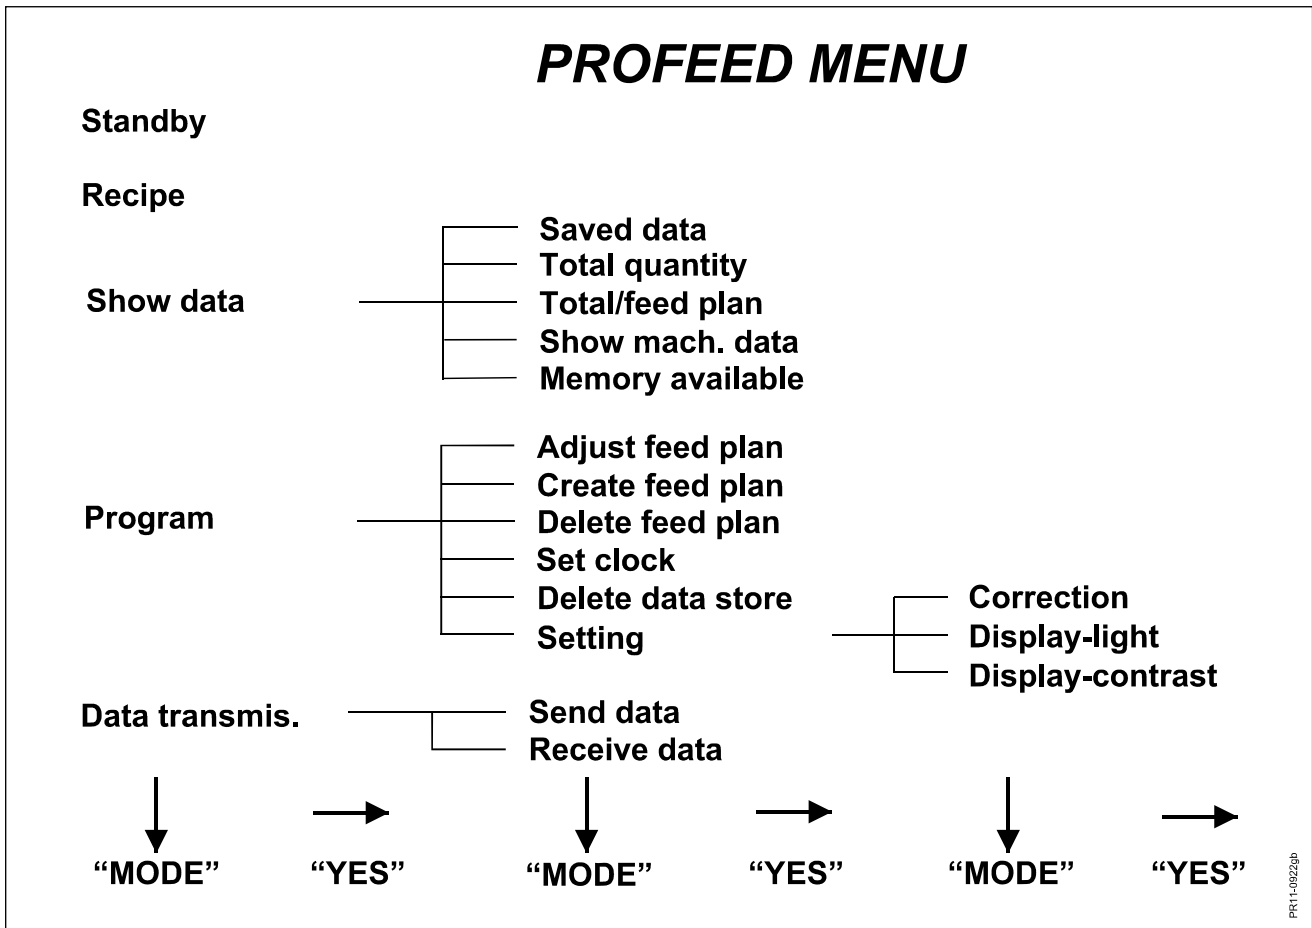 PROFEED MENU
Standby
Recipe
Show data
Saved data
Total quantity
Total/feed plan
Show mach. data
Memory available
Program
Adjust feed plan
Create feed plan
Delete feed plan
Set clock
Delete data store
Setting
Correction
Display-light
Display-contrast
Data transmis.
Send data
Receive data
“MODE” “YES” “MODE” “YES” “MODE” “YES”
PR11-0922gb